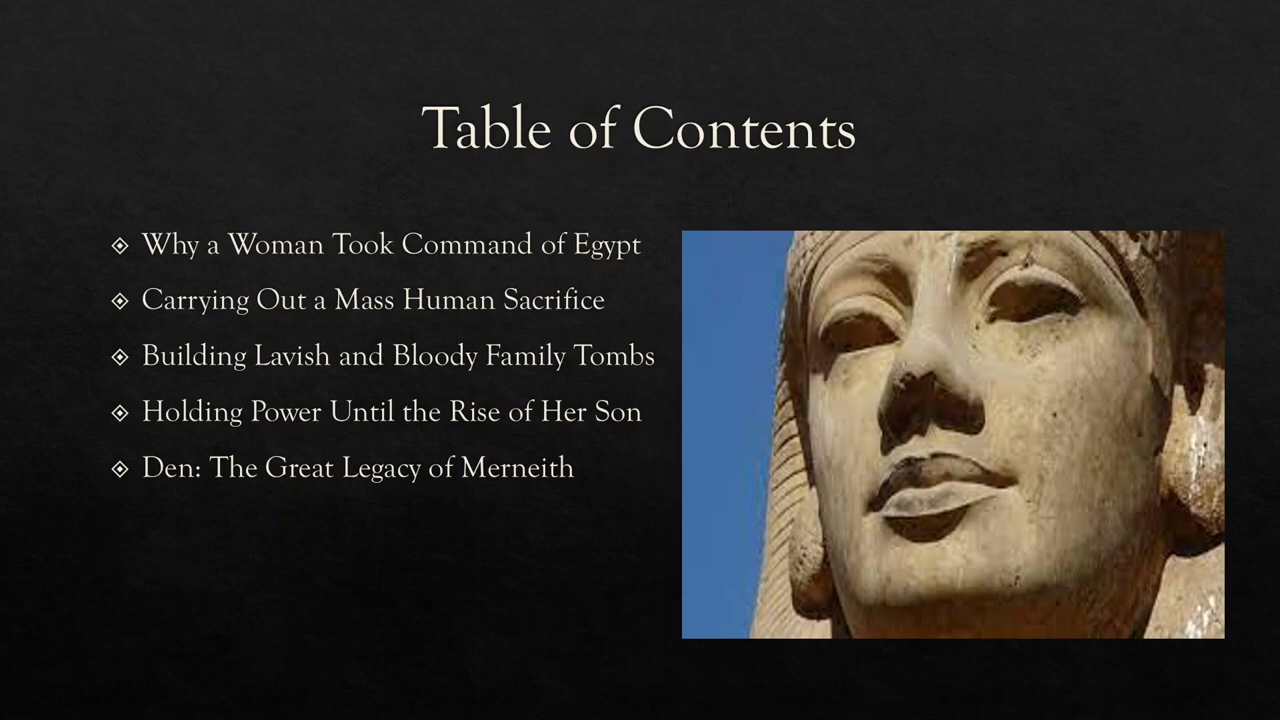 Table of Contents
Why a Woman Took Command of Egypt
Carrying Out a Mass Human Sacrifice
Building Lavish and Bloody Family Tombs
Holding Power Until the Rise of Her Son
Den: The Great Legacy of Merneith